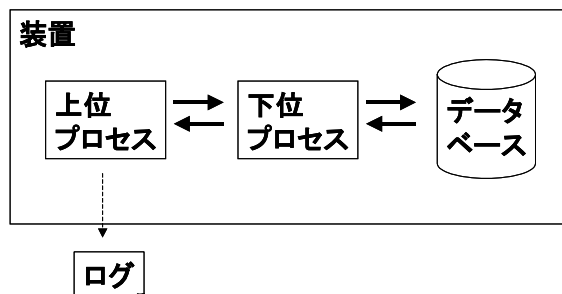 装置
上位
プロセス
下位
プロセス
データ
ベース
ログ